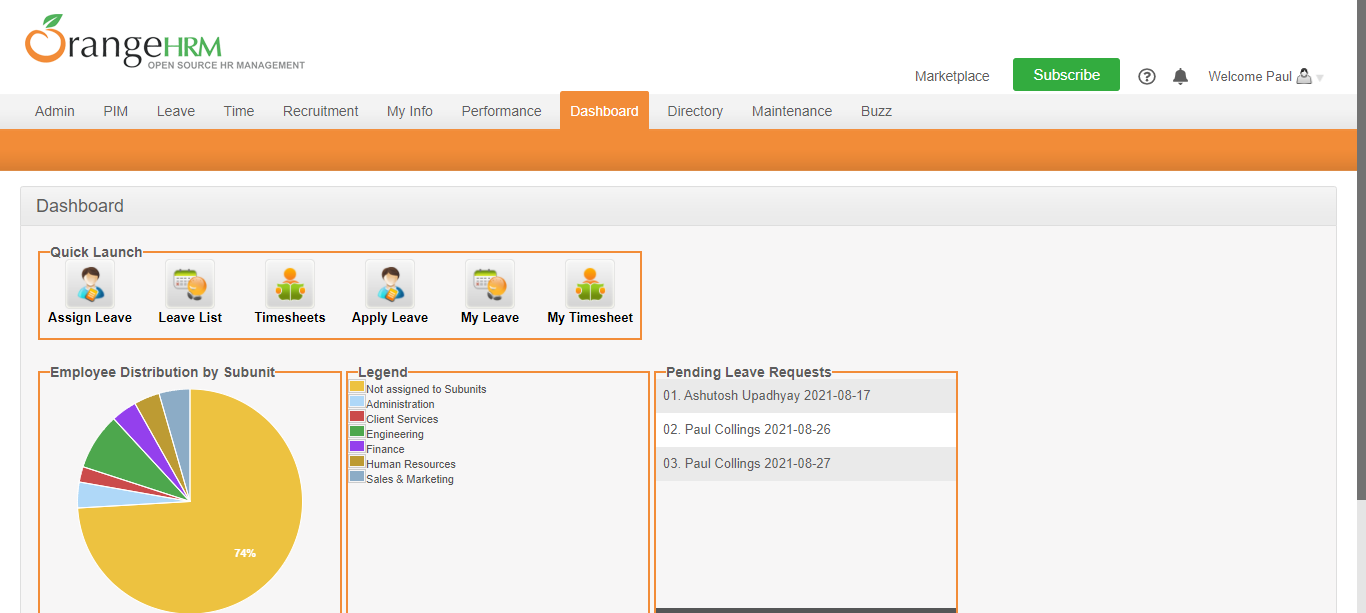 OrangeHRM
OPEN SOURCE HR MANAGEMENT
Marketplace Subscribe Welcome Paul
Admin PIM Leave Time Recruitment My Info Performance Dashboard Directory Maintenance Buzz
Dashboard
Quick Launch
Assign Leave Leave List Timesheets Apply Leave My Leave My Timesheet
Employee Distribution by Subunit
74%
Legend
Not assigned to Subunits
Administration
Client Services
Engineering
Finance
Human Resources
Sales & Marketing
Pending Leave Requests
01. Ashutosh Upadhyay 2021-08-17
02. Paul Collings 2021-08-26
03. Paul Collings 2021-08-27